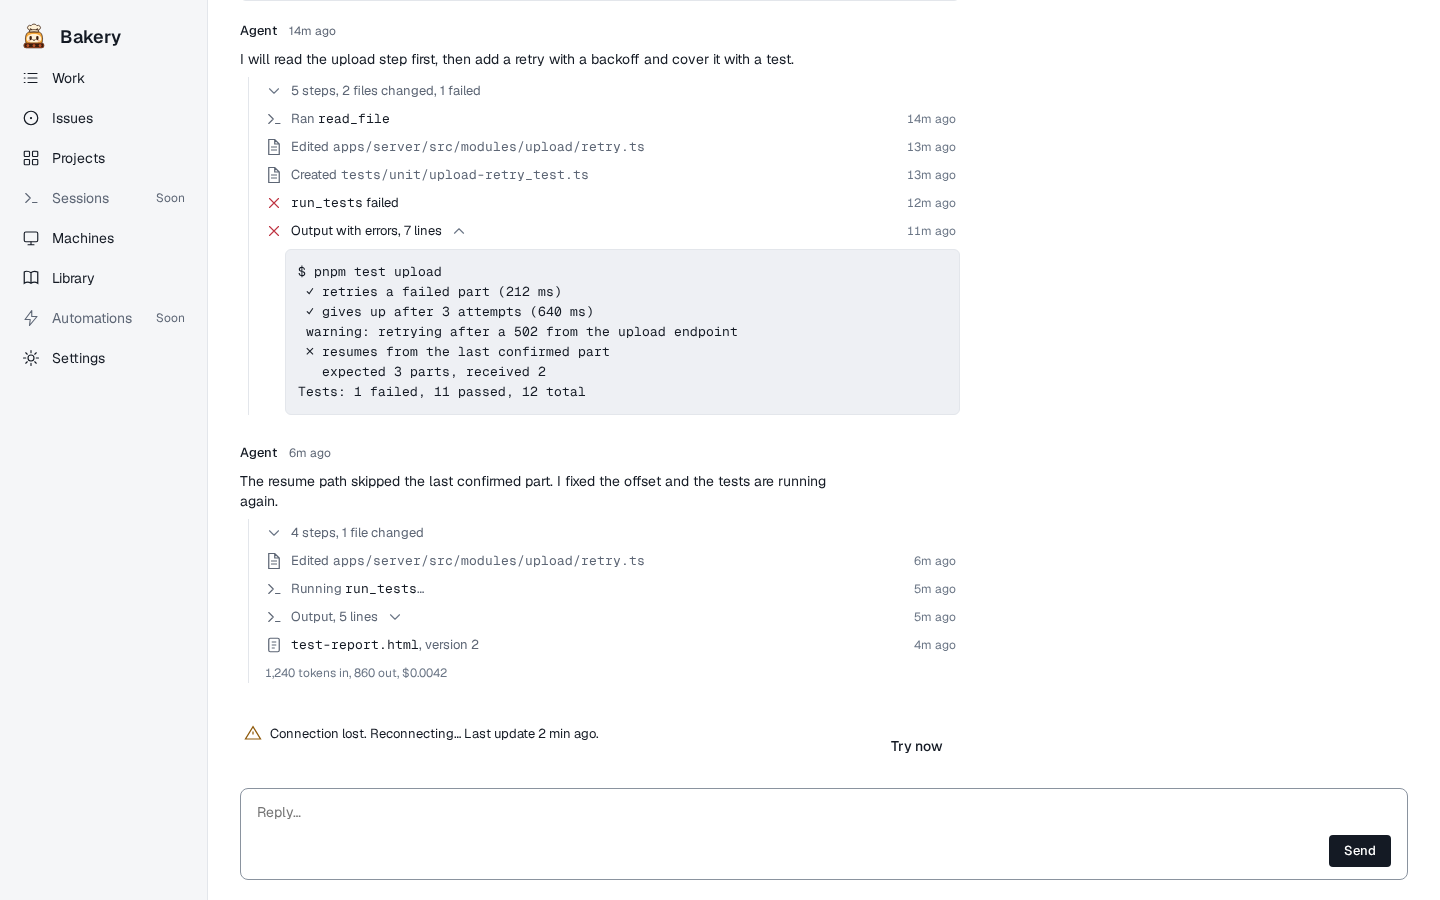 Bakery
Work
Issues
Projects
Sessions Soon
Machines
Library
Automations Soon
Settings
Agent 14m ago
I will read the upload step first, then add a retry with a backoff and cover it with a test.
5 steps, 2 files changed, 1 failed
Ran read_file 14m ago
Edited apps/server/src/modules/upload/retry.ts 13m ago
Created tests/unit/upload-retry_test.ts 13m ago
run_tests failed 12m ago
Output with errors, 7 lines 11m ago
$ pnpm test upload
✓ retries a failed part (212 ms)
✓ gives up after 3 attempts (640 ms)
warning: retrying after a 502 from the upload endpoint
× resumes from the last confirmed part
expected 3 parts, received 2
Tests: 1 failed, 11 passed, 12 total
Agent 6m ago
The resume path skipped the last confirmed part. I fixed the offset and the tests are running
again.
4 steps, 1 file changed
Edited apps/server/src/modules/upload/retry.ts 6m ago
Running run_tests… 5m ago
Output, 5 lines 5m ago
test-report.html, version 2 4m ago
1,240 tokens in, 860 out, $0.0042
Connection lost. Reconnecting… Last update 2 min ago.
Try now
Reply…
Send